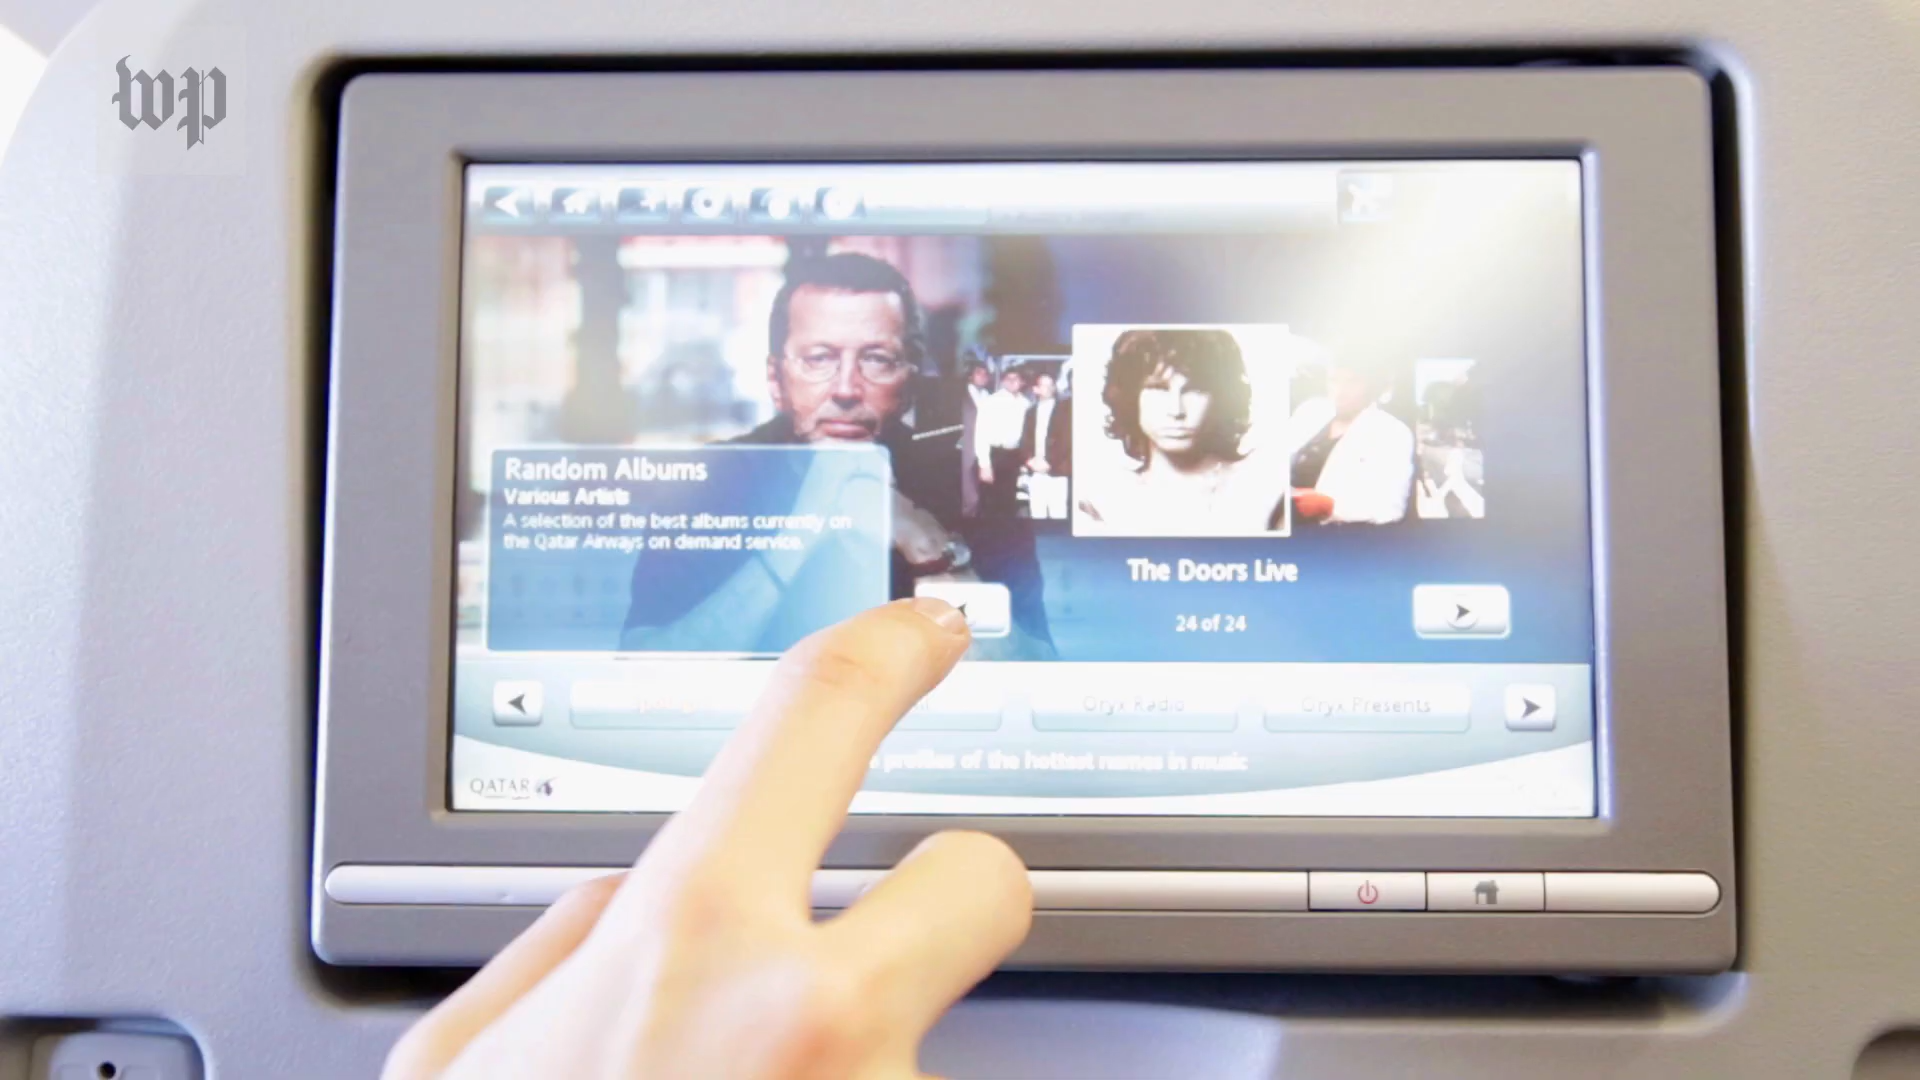 wp
Random Albums
Various Artists
A selection of the best albums currently on
the Qatar Airways on demand service.
The Doors Live
24 of 24
Oryx Radio
Oryx Presents
profiles of the hottest names in music
QATAR